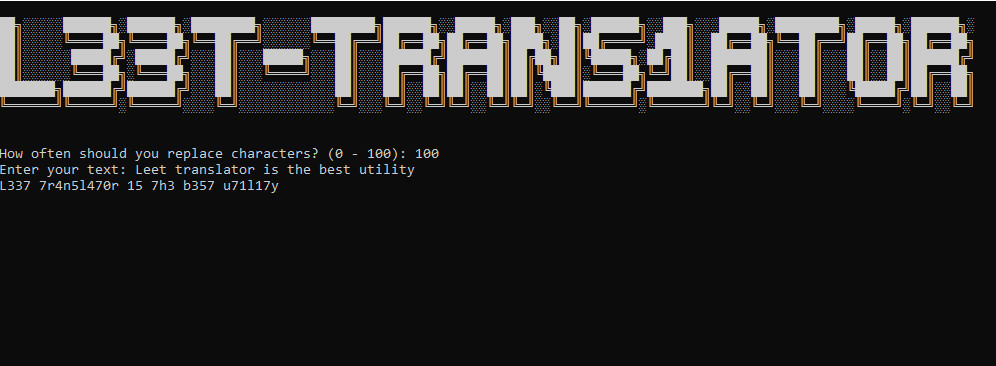 L33T-TRANS1ATOR
How often should you replace characters? (0 - 100): 100
Enter your text: Leet translator is the best utility
L337 7r4n5l470r 15 7h3 b357 u71l17y